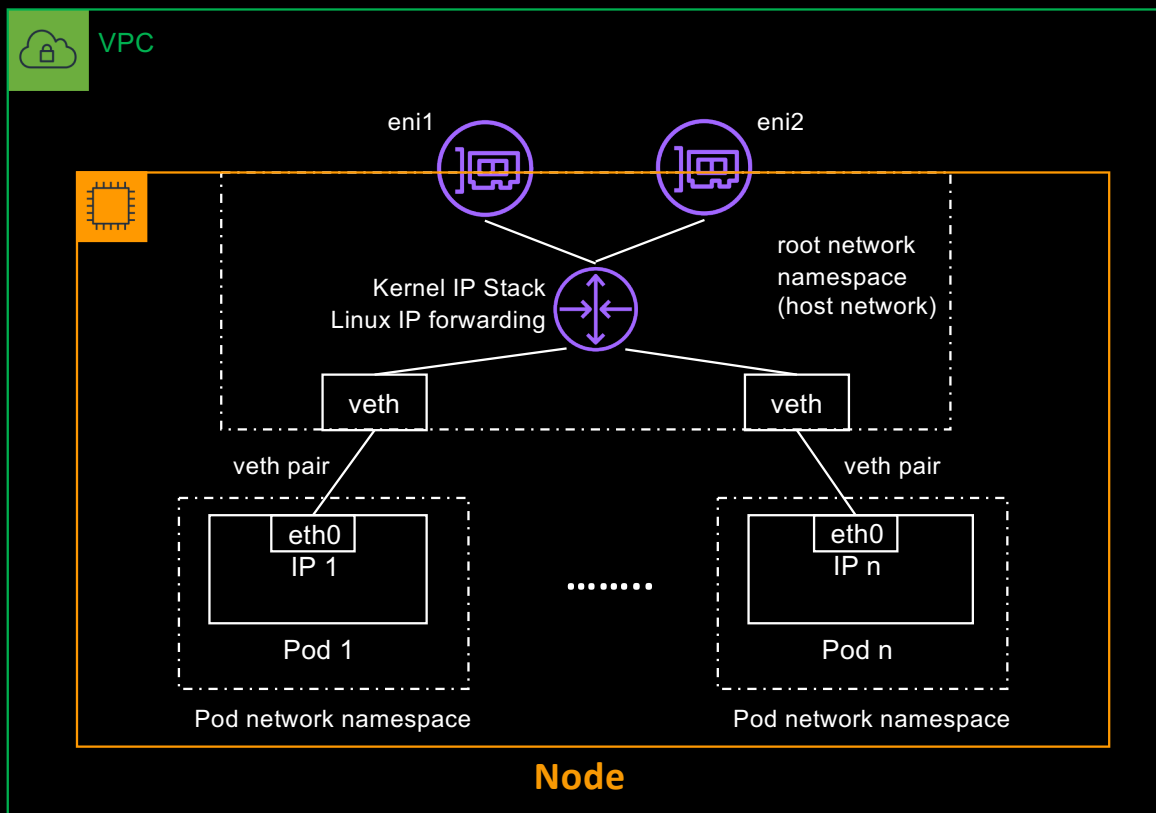 VPC
eni1
eni2
root network
namespace
(host network)
Kernel IP Stack
Linux IP forwarding
veth
veth
veth pair
veth pair
eth0
IP 1
eth0
IP n
Pod 1
Pod n
Pod network namespace
Pod network namespace
Node